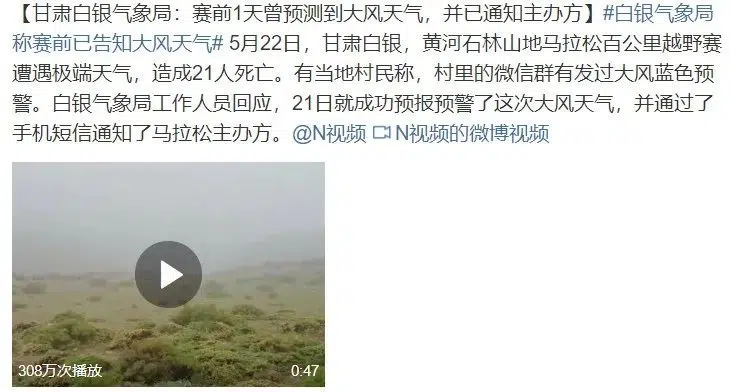 【甘肃白银气象局：赛前1天曾预测到大风天气，并已通知主办方】#白银气象局
称赛前已告知大风天气# 5月22日，甘肃白银，黄河石林山地马拉松百公里越野赛
遭遇极端天气，造成21人死亡。有当地村民称，村里的微信群有发过大风蓝色预
警。白银气象局工作人员回应，21日就成功预报预警了这次大风天气，并通过了
手机短信通知了马拉松主办方。@N视频 N视频的微博视频
308万次播放 0:47